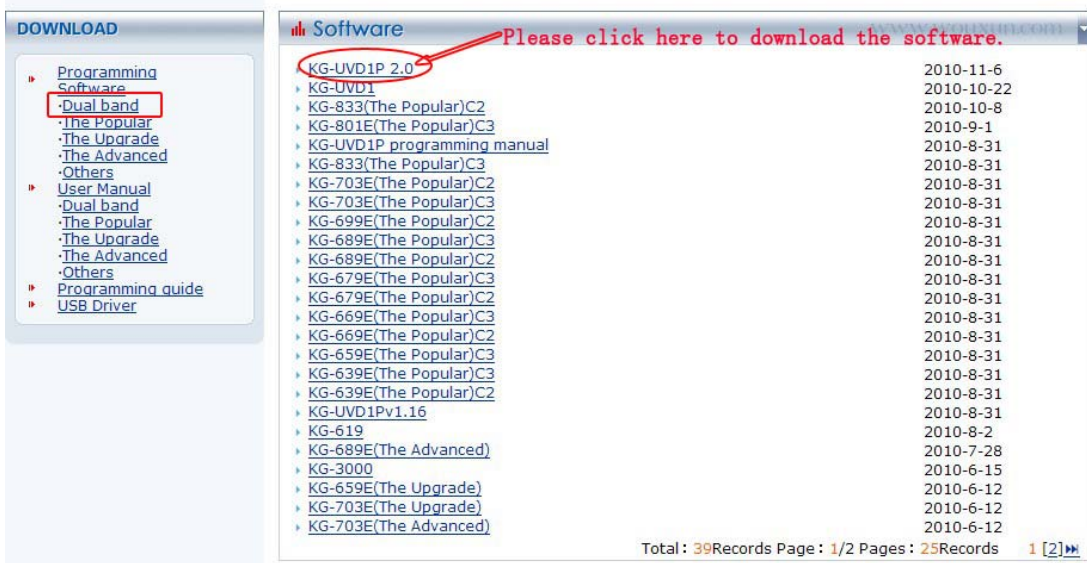 DOWNLOAD
Programming
Software
·Dual band
·The Popular
·The Upgrade
·The Advanced
·Others
User Manual
·Dual band
·The Popular
·The Upgrade
·The Advanced
·Others
Programming guide
USB Driver
Software
www.wouxun.com
Please click here to download the software.
KG-UVD1P 2.0 2010-11-6
KG-UVD1 2010-10-22
KG-833(The Popular)C2 2010-10-8
KG-801E(The Popular)C3 2010-9-1
KG-UVD1P programming manual 2010-8-31
KG-833(The Popular)C3 2010-8-31
KG-703E(The Popular)C2 2010-8-31
KG-703E(The Popular)C3 2010-8-31
KG-699E(The Popular)C2 2010-8-31
KG-689E(The Popular)C3 2010-8-31
KG-689E(The Popular)C2 2010-8-31
KG-679E(The Popular)C3 2010-8-31
KG-679E(The Popular)C2 2010-8-31
KG-669E(The Popular)C3 2010-8-31
KG-669E(The Popular)C2 2010-8-31
KG-659E(The Popular)C3 2010-8-31
KG-639E(The Popular)C3 2010-8-31
KG-639E(The Popular)C2 2010-8-31
KG-UVD1Pv1.16 2010-8-31
KG-619 2010-8-2
KG-689E(The Advanced) 2010-7-28
KG-3000 2010-6-15
KG-659E(The Upgrade) 2010-6-12
KG-703E(The Upgrade) 2010-6-12
KG-703E(The Advanced) 2010-6-12
Total: 39Records Page: 1/2 Pages: 25Records 1 [2]